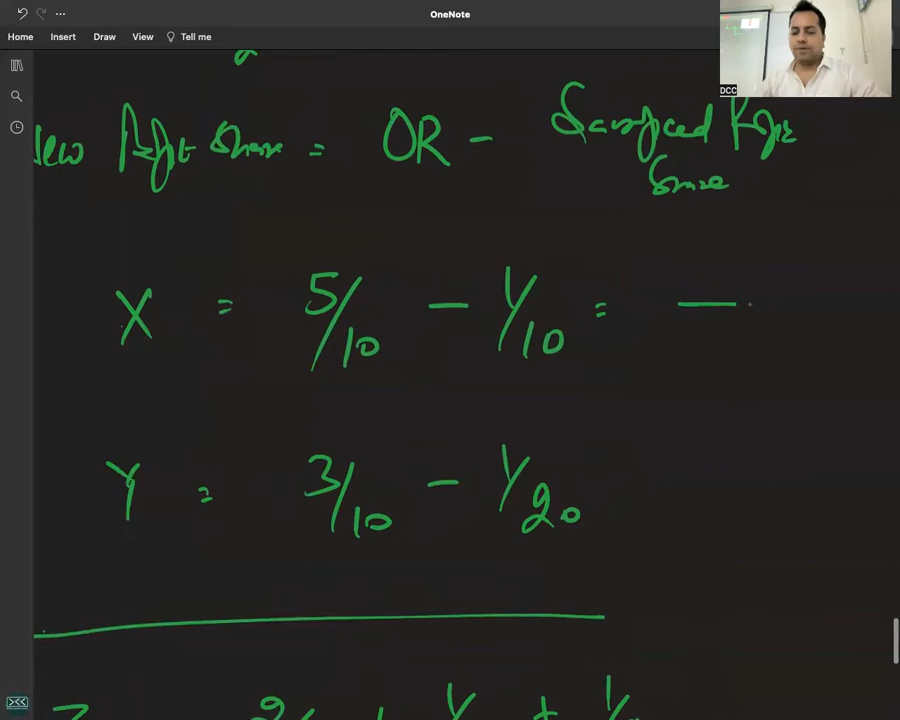 OneNote
Home Insert Draw View Tell me
DCC
New Profit Share = OR - Sacrificed Profit
Share
X = 5/10 - 1/10 =
Y = 3/10 - 1/20